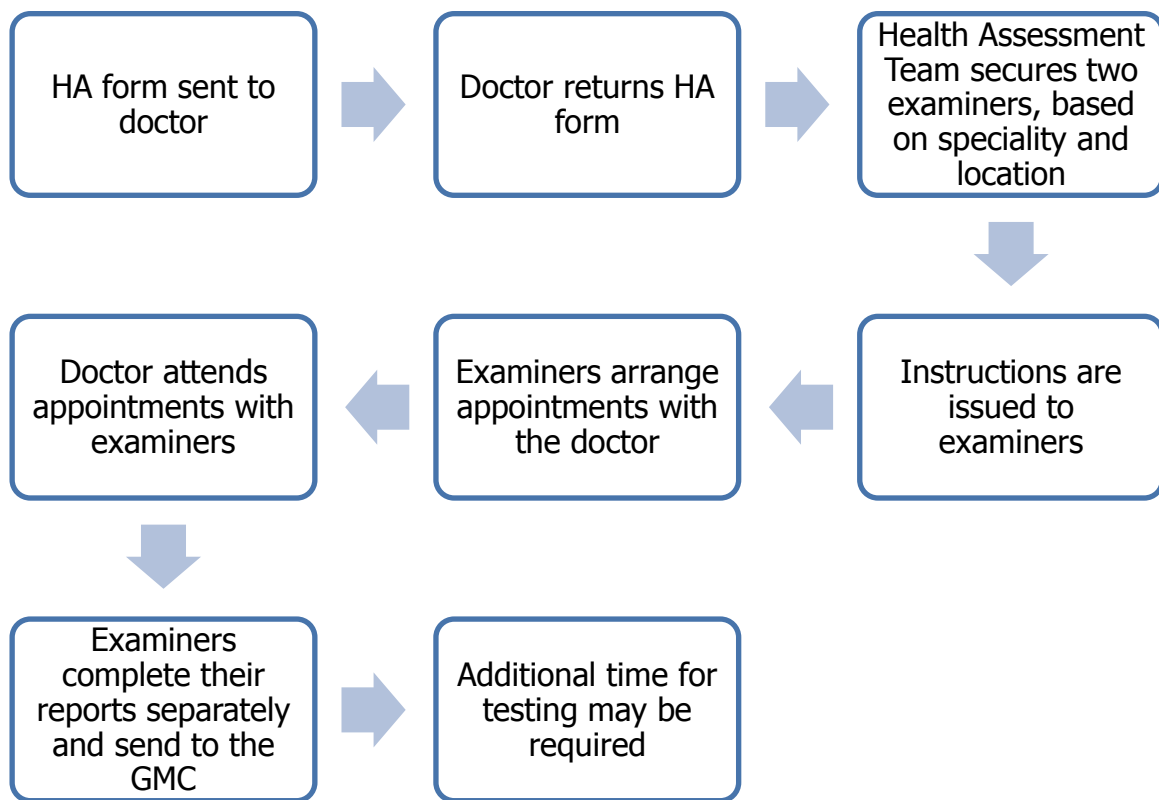 HA form sent to
doctor
Doctor returns HA
form
Health Assessment
Team secures two
examiners, based
on speciality and
location
Instructions are
issued to
examiners
Examiners arrange
appointments with
the doctor
Doctor attends
appointments with
examiners
Examiners
complete their
reports separately
and send to the
GMC
Additional time for
testing may be
required